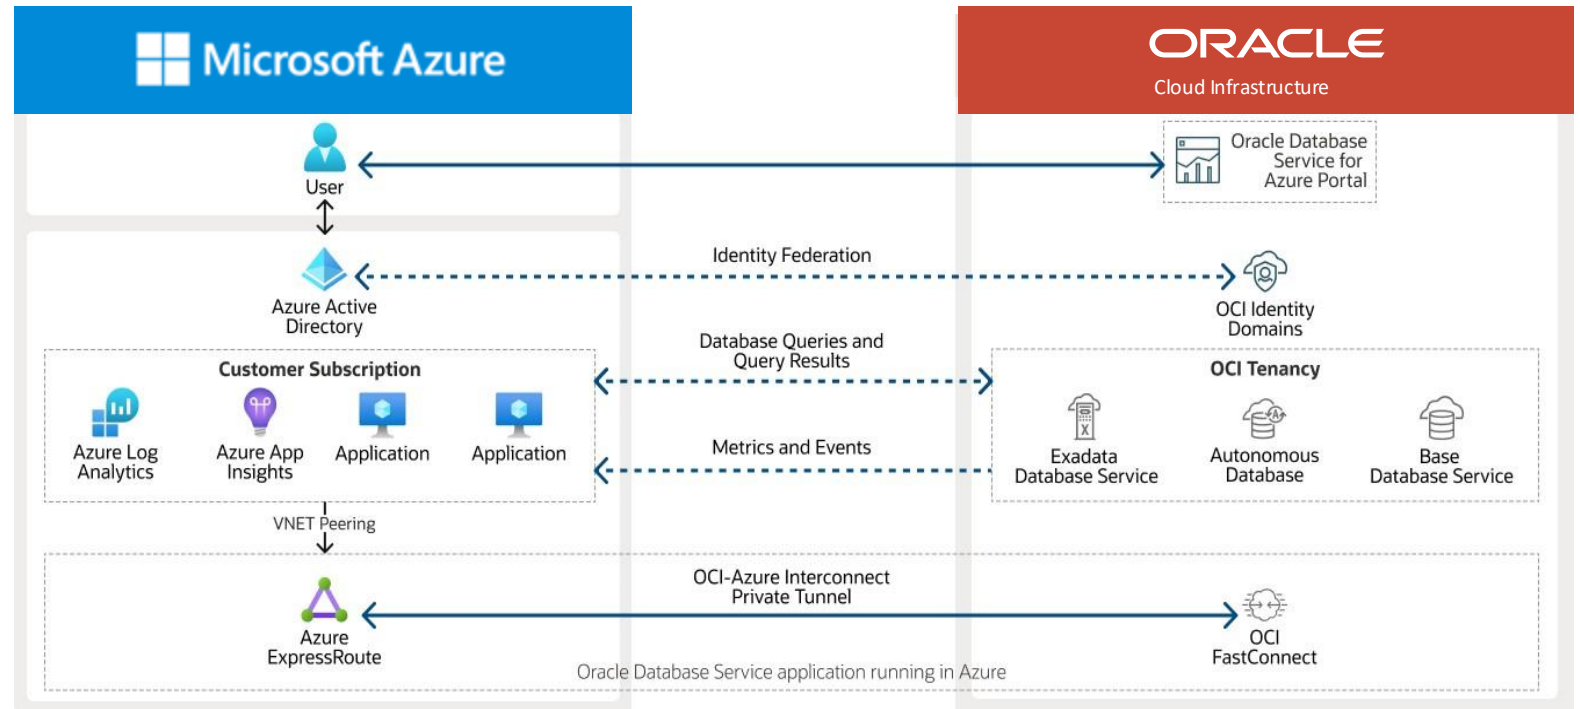 Microsoft Azure
ORACLE
Cloud Infrastructure
User
Oracle Database
Service for
Azure Portal
Identity Federation
Azure Active
Directory
OCI Identity
Domains
Database Queries and
Query Results
Customer Subscription
OCI Tenancy
Metrics and Events
Azure Log
Analytics
Azure App
Insights
Application
Application
X
Exadata
Database Service
A
Autonomous
Database
Base
Database Service
VNET Peering
OCI-Azure Interconnect
Private Tunnel
Azure
ExpressRoute
OCI
FastConnect
Oracle Database Service application running in Azure